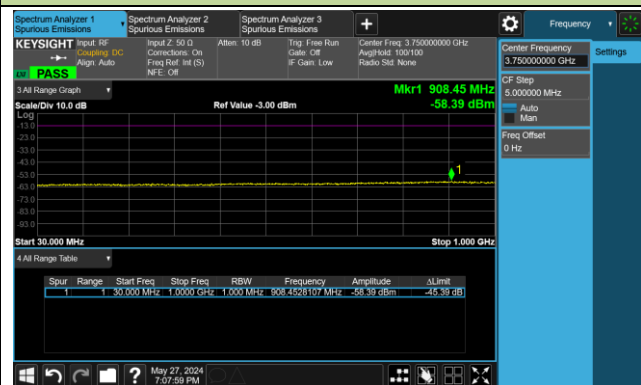 Spectrum Analyzer 1
Spurious Emissions
Spectrum Analyzer 2
Spurious Emissions
Spectrum Analyzer 3
Spurious Emissions
Frequency
KEYSIGHT
Input: RF
Coupling: DC
Align: Auto
Input Z: 50 Ω
Corrections: On
Freq Ref: Int (S)
NFE: Off
Atten: 10 dB
Trig: Free Run
Gate: Off
IF Gain: Low
Center Freq: 3.750000000 GHz
Avg|Hold: 100/100
Radio Std: None
PASS
Center Frequency
3.750000000 GHz
Settings
CF Step
5.000000 MHz
Auto
Man
Freq Offset
0 Hz
3 All Range Graph
Mkr1 908.45 MHz
Scale/Div 10.0 dB
Ref Value -3.00 dBm
-58.39 dBm
Log
-13.0
-23.0
-33.0
-43.0
-53.0
-63.0
-73.0
-83.0
-93.0
1
Start 30.000 MHz
Stop 1.000 GHz
4 All Range Table
Spur Range Start Freq Stop Freq RBW Frequency Amplitude ΔLimit
1 1 30.000 MHz 1.0000 GHz 1.000 MHz 908.4528107 MHz -58.39 dBm -45.39 dB
May 27, 2024
7:07:59 PM